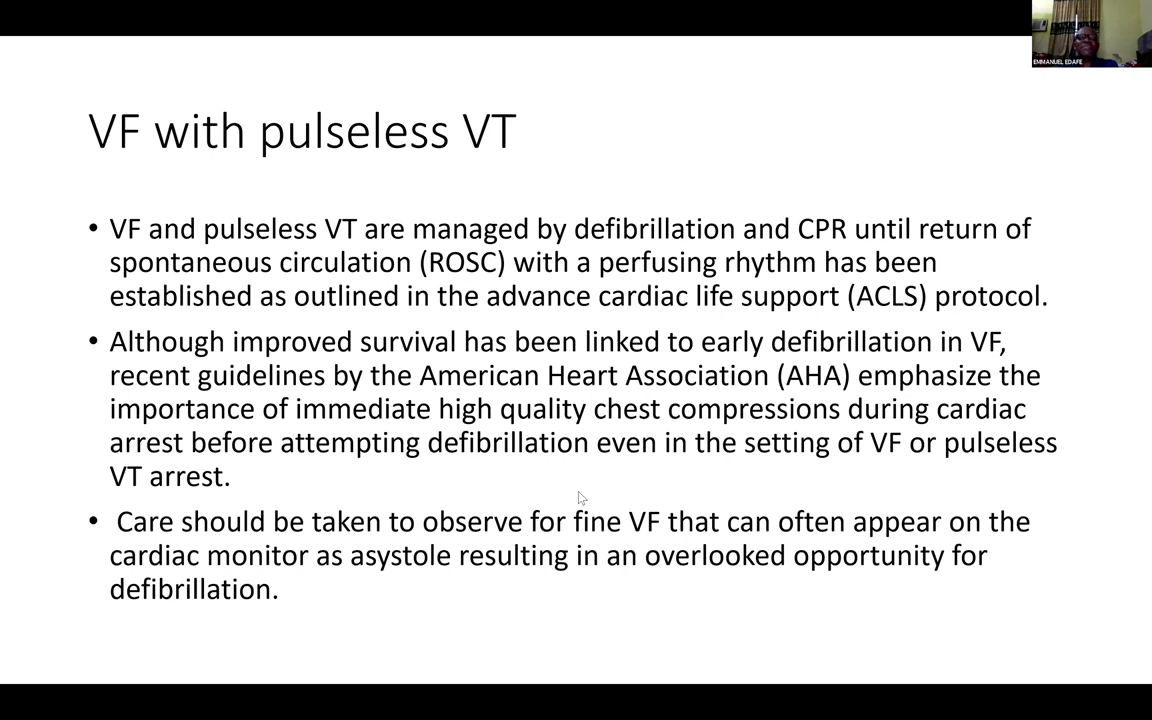 EMMANUEL EDAFE
VF with pulseless VT
• VF and pulseless VT are managed by defibrillation and CPR until return of
spontaneous circulation (ROSC) with a perfusing rhythm has been
established as outlined in the advance cardiac life support (ACLS) protocol.
• Although improved survival has been linked to early defibrillation in VF,
recent guidelines by the American Heart Association (AHA) emphasize the
importance of immediate high quality chest compressions during cardiac
arrest before attempting defibrillation even in the setting of VF or pulseless
VT arrest.
• Care should be taken to observe for fine VF that can often appear on the
cardiac monitor as asystole resulting in an overlooked opportunity for
defibrillation.